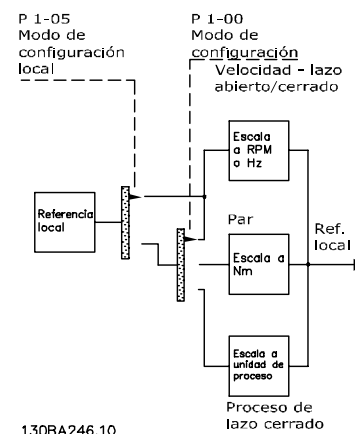 P 1-05
Modo de
configuración
local
P 1-00
Modo de
configuración
Velocidad - lazo
abierto/cerrado
Escala
a RPM
o Hz
Referencia
local
Par
Escala a
Nm
Ref.
local
Escala a
unidad de
proceso
Proceso de
lazo cerrado
130BA246.10